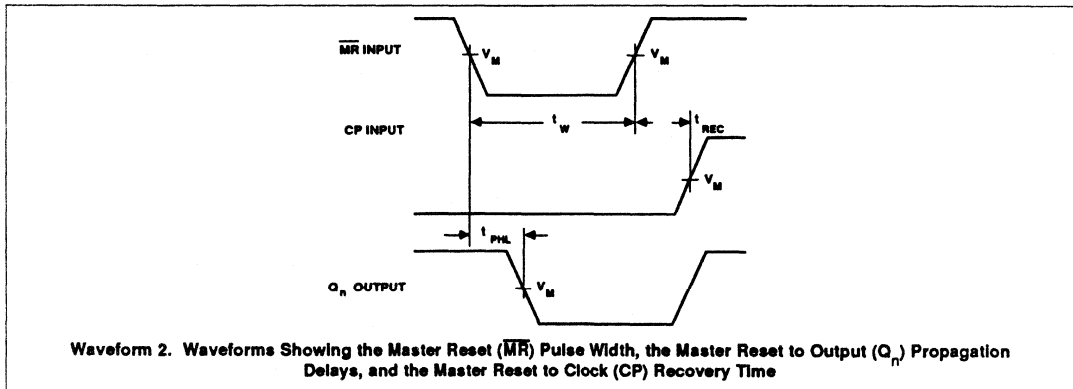 M̅R̅ INPUT
V_M
V_M
t_W
t_REC
CP INPUT
V_M
t_PHL
Q_n OUTPUT
V_M
Waveform 2. Waveforms Showing the Master Reset (M̅R̅) Pulse Width, the Master Reset to Output (Q_n) Propagation
Delays, and the Master Reset to Clock (CP) Recovery Time